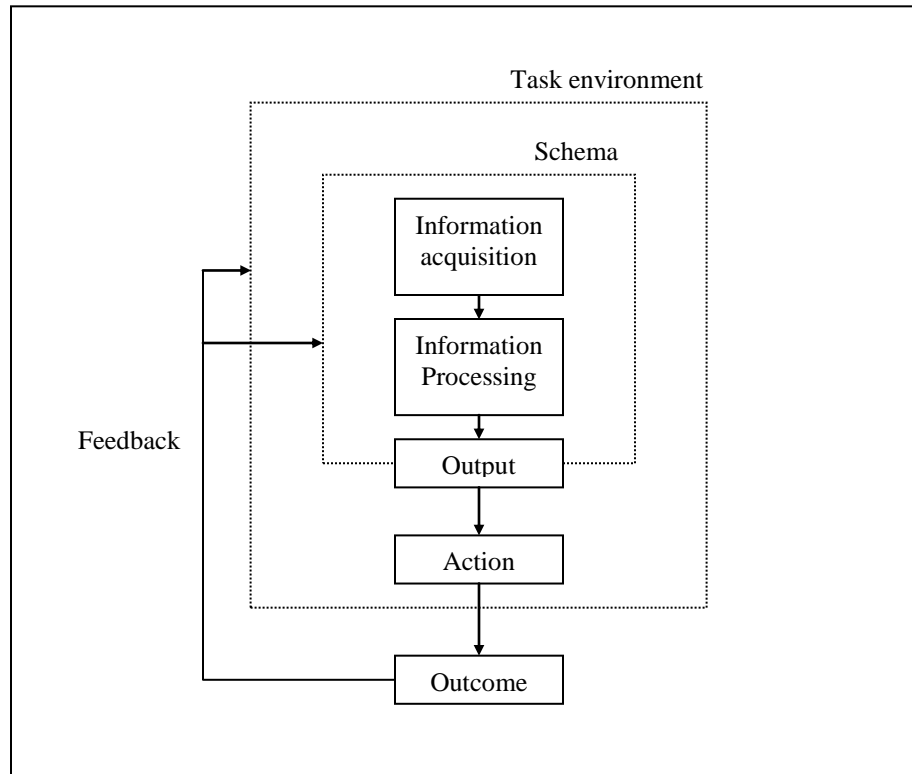 Task environment
Schema
Information
acquisition
Information
Processing
Feedback
Output
Action
Outcome